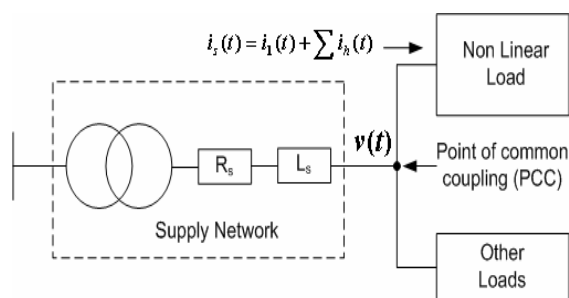 i_s(t) = i_1(t) + ∑ i_h(t)
Non Linear
Load
v(t)
R_s
L_s
Point of common
coupling (PCC)
Supply Network
Other
Loads